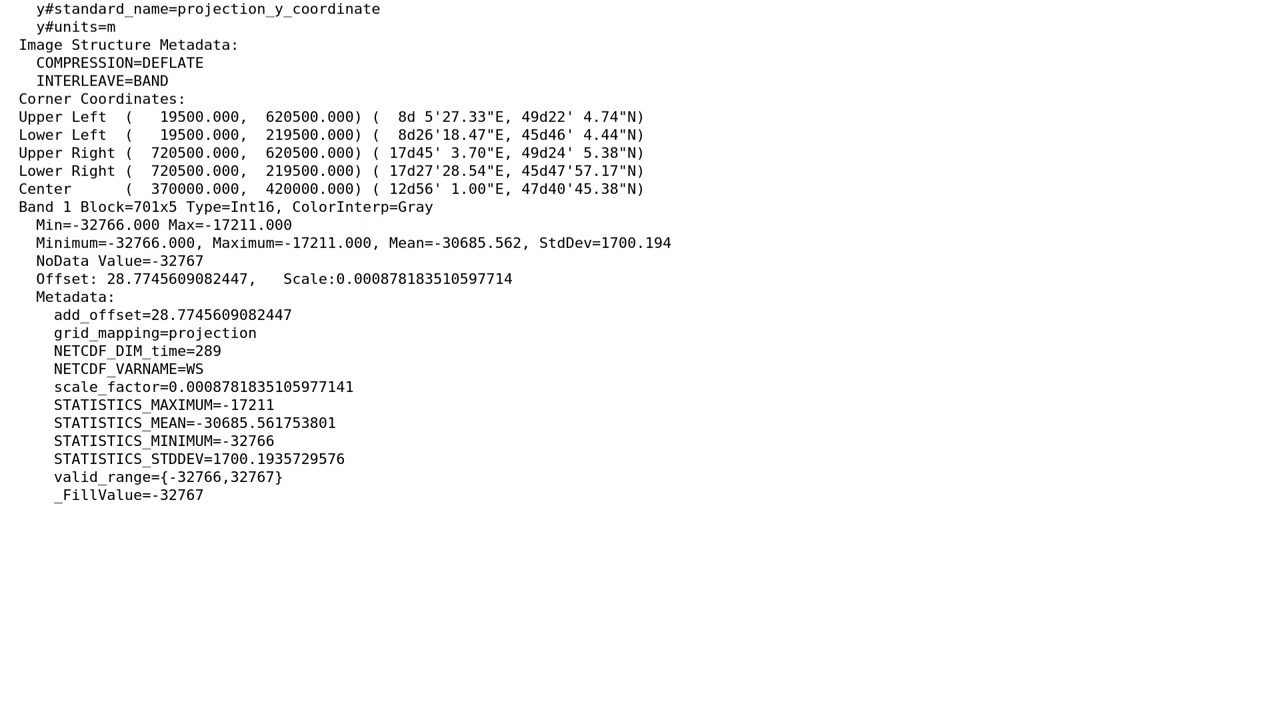 y#standard_name=projection_y_coordinate
y#units=m
Image Structure Metadata:
COMPRESSION=DEFLATE
INTERLEAVE=BAND
Corner Coordinates:
Upper Left  (   19500.000,  620500.000) (  8d 5'27.33"E, 49d22' 4.74"N)
Lower Left  (   19500.000,  219500.000) (  8d26'18.47"E, 45d46' 4.44"N)
Upper Right (  720500.000,  620500.000) ( 17d45' 3.70"E, 49d24' 5.38"N)
Lower Right (  720500.000,  219500.000) ( 17d27'28.54"E, 45d47'57.17"N)
Center      (  370000.000,  420000.000) ( 12d56' 1.00"E, 47d40'45.38"N)
Band 1 Block=701x5 Type=Int16, ColorInterp=Gray
Min=-32766.000 Max=-17211.000
Minimum=-32766.000, Maximum=-17211.000, Mean=-30685.562, StdDev=1700.194
NoData Value=-32767
Offset: 28.7745609082447,   Scale:0.000878183510597714
Metadata:
add_offset=28.7745609082447
grid_mapping=projection
NETCDF_DIM_time=289
NETCDF_VARNAME=WS
scale_factor=0.0008781835105977141
STATISTICS_MAXIMUM=-17211
STATISTICS_MEAN=-30685.561753801
STATISTICS_MINIMUM=-32766
STATISTICS_STDDEV=1700.1935729576
valid_range={-32766,32767}
_FillValue=-32767